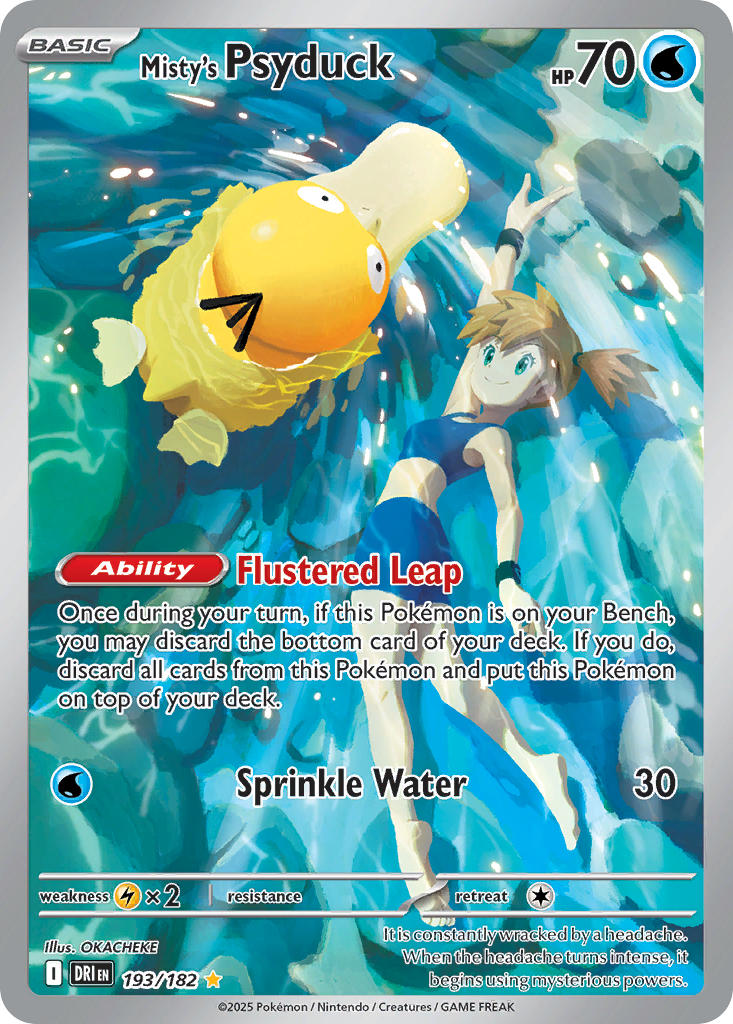 BASIC
Misty's Psyduck
HP 70
Ability Flustered Leap
Once during your turn, if this Pokémon is on your Bench,
you may discard the bottom card of your deck. If you do,
discard all cards from this Pokémon and put this Pokémon
on top of your deck.
Sprinkle Water 30
weakness ×2 resistance retreat
Illus. OKACHEKE
It is constantly wracked by a headache.
When the headache turns intense, it
begins using mysterious powers.
I DRI EN 193/182
©2025 Pokémon / Nintendo / Creatures / GAME FREAK